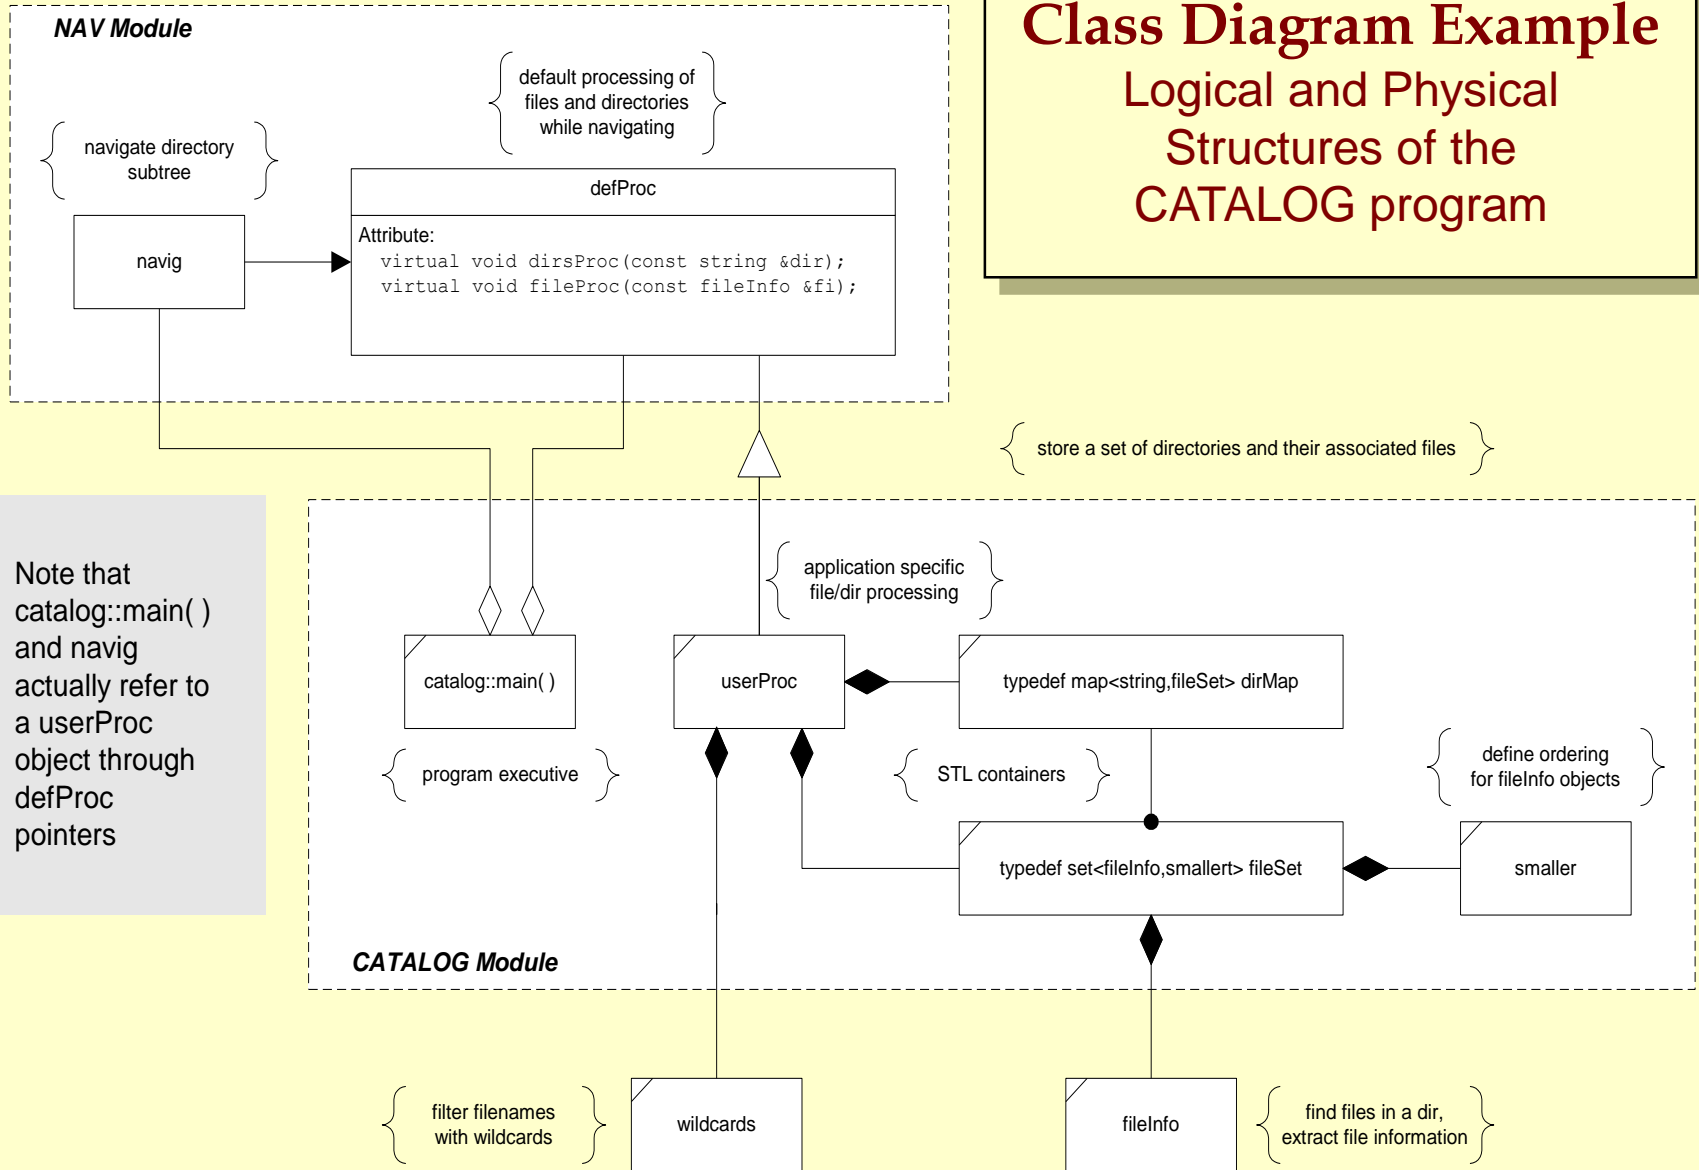 NAV Module
Class Diagram Example
Logical and Physical
Structures of the
CATALOG program
default processing of
files and directories
while navigating
navigate directory
subtree
defProc
Attribute:
virtual void dirsProc(const string &dir);
virtual void fileProc(const fileInfo &fi);
navig
store a set of directories and their associated files
Note that
catalog::main( )
and navig
actually refer to
a userProc
object through
defProc
pointers
application specific
file/dir processing
catalog::main( )
userProc
typedef map<string,fileSet> dirMap
program executive
STL containers
define ordering
for fileInfo objects
typedef set<fileInfo,smallert> fileSet
smaller
CATALOG Module
filter filenames
with wildcards
wildcards
fileInfo
find files in a dir,
extract file information